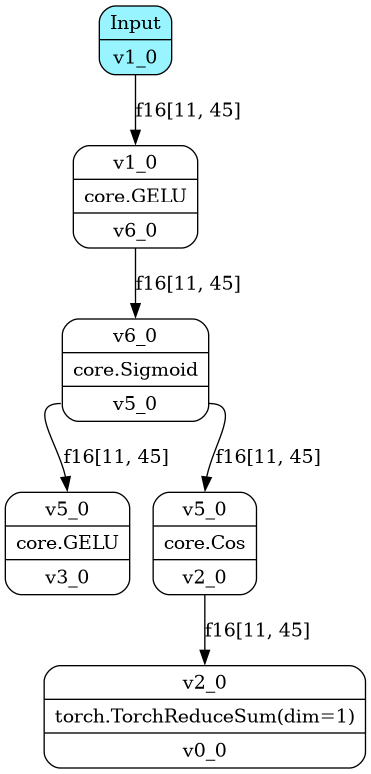 Input
v1_0
f16[11, 45]
v1_0
core.GELU
v6_0
f16[11, 45]
v6_0
core.Sigmoid
v5_0
f16[11, 45]
f16[11, 45]
v5_0
core.GELU
v3_0
v5_0
core.Cos
v2_0
f16[11, 45]
v2_0
torch.TorchReduceSum(dim=1)
v0_0